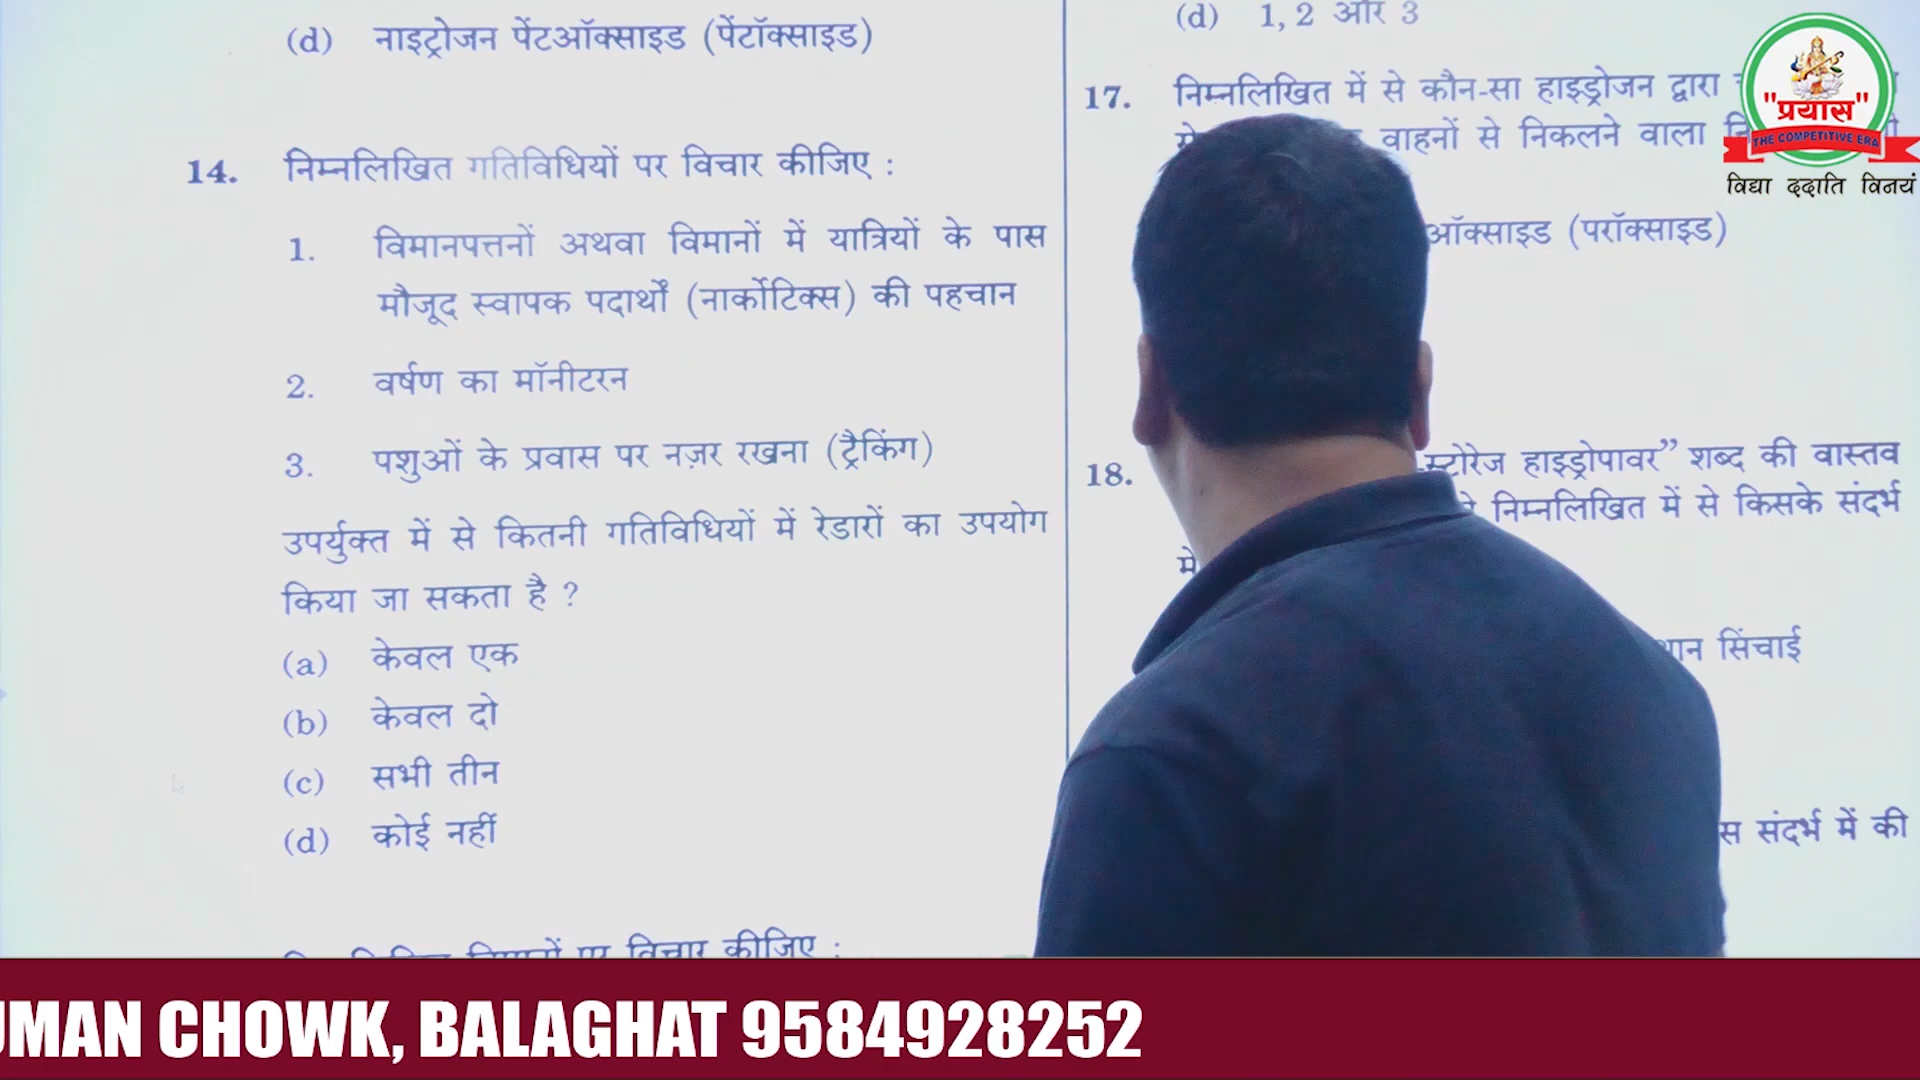 (d) नाइट्रोजन पेंटऑक्साइड (पेंटॉक्साइड)
14. निम्नलिखित गतिविधियों पर विचार कीजिए :
1. विमानपत्तनों अथवा विमानों में यात्रियों के पास
मौजूद स्वापक पदार्थों (नार्कोटिक्स) की पहचान
2. वर्षण का मॉनीटरन
3. पशुओं के प्रवास पर नज़र रखना (ट्रैकिंग)
उपर्युक्त में से कितनी गतिविधियों में रेडारों का उपयोग
किया जा सकता है ?
(a) केवल एक
(b) केवल दो
(c) सभी तीन
(d) कोई नहीं
विचार कीजिए :
(d) 1, 2 और 3
17. निम्नलिखित में से कौन-सा हाइड्रोजन द्वारा
वाहनों से निकलने वाला
ऑक्साइड (परॉक्साइड)
18. स्टोरेज हाइड्रोपावर” शब्द की वास्तव
निम्नलिखित में से किसके संदर्भ
में
सिंचाई
संदर्भ में की
"प्रयास"
THE COMPETITIVE ERA
विद्या ददाति विनयं
UMAN CHOWK, BALAGHAT 9584928252